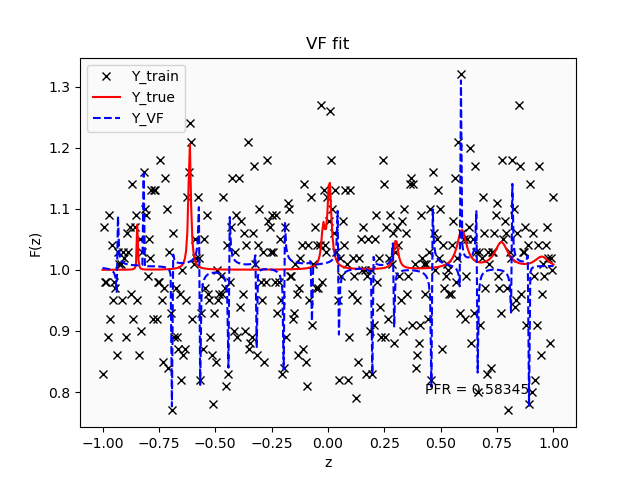 VF fit
Y_train
Y_true
Y_VF
F(z)
1.3
1.2
1.1
1.0
0.9
0.8
PFR = 0.58345
−1.00 −0.75 −0.50 −0.25 0.00 0.25 0.50 0.75 1.00
z